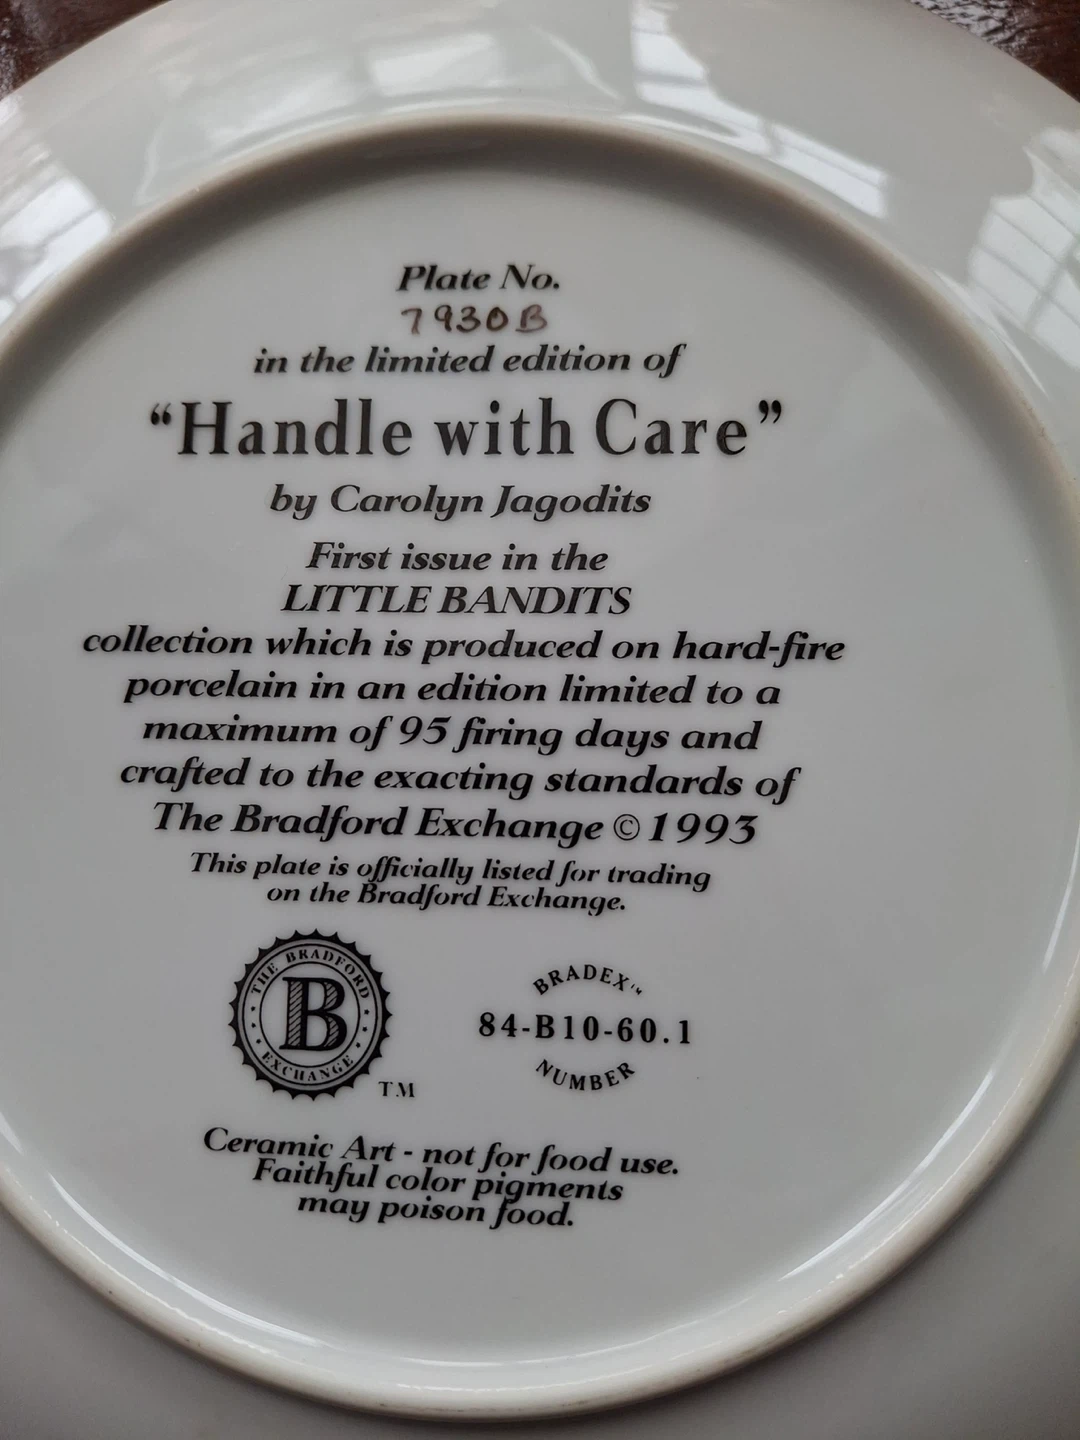 Plate No.
7930B
in the limited edition of
“Handle with Care”
by Carolyn Jagodits
First issue in the
LITTLE BANDITS
collection which is produced on hard-fire
porcelain in an edition limited to a
maximum of 95 firing days and
crafted to the exacting standards of
The Bradford Exchange © 1993
This plate is officially listed for trading
on the Bradford Exchange.
THE BRADFORD
B
EXCHANGE
TM
BRADEX™
84-B10-60.1
NUMBER
Ceramic Art - not for food use.
Faithful color pigments
may poison food.